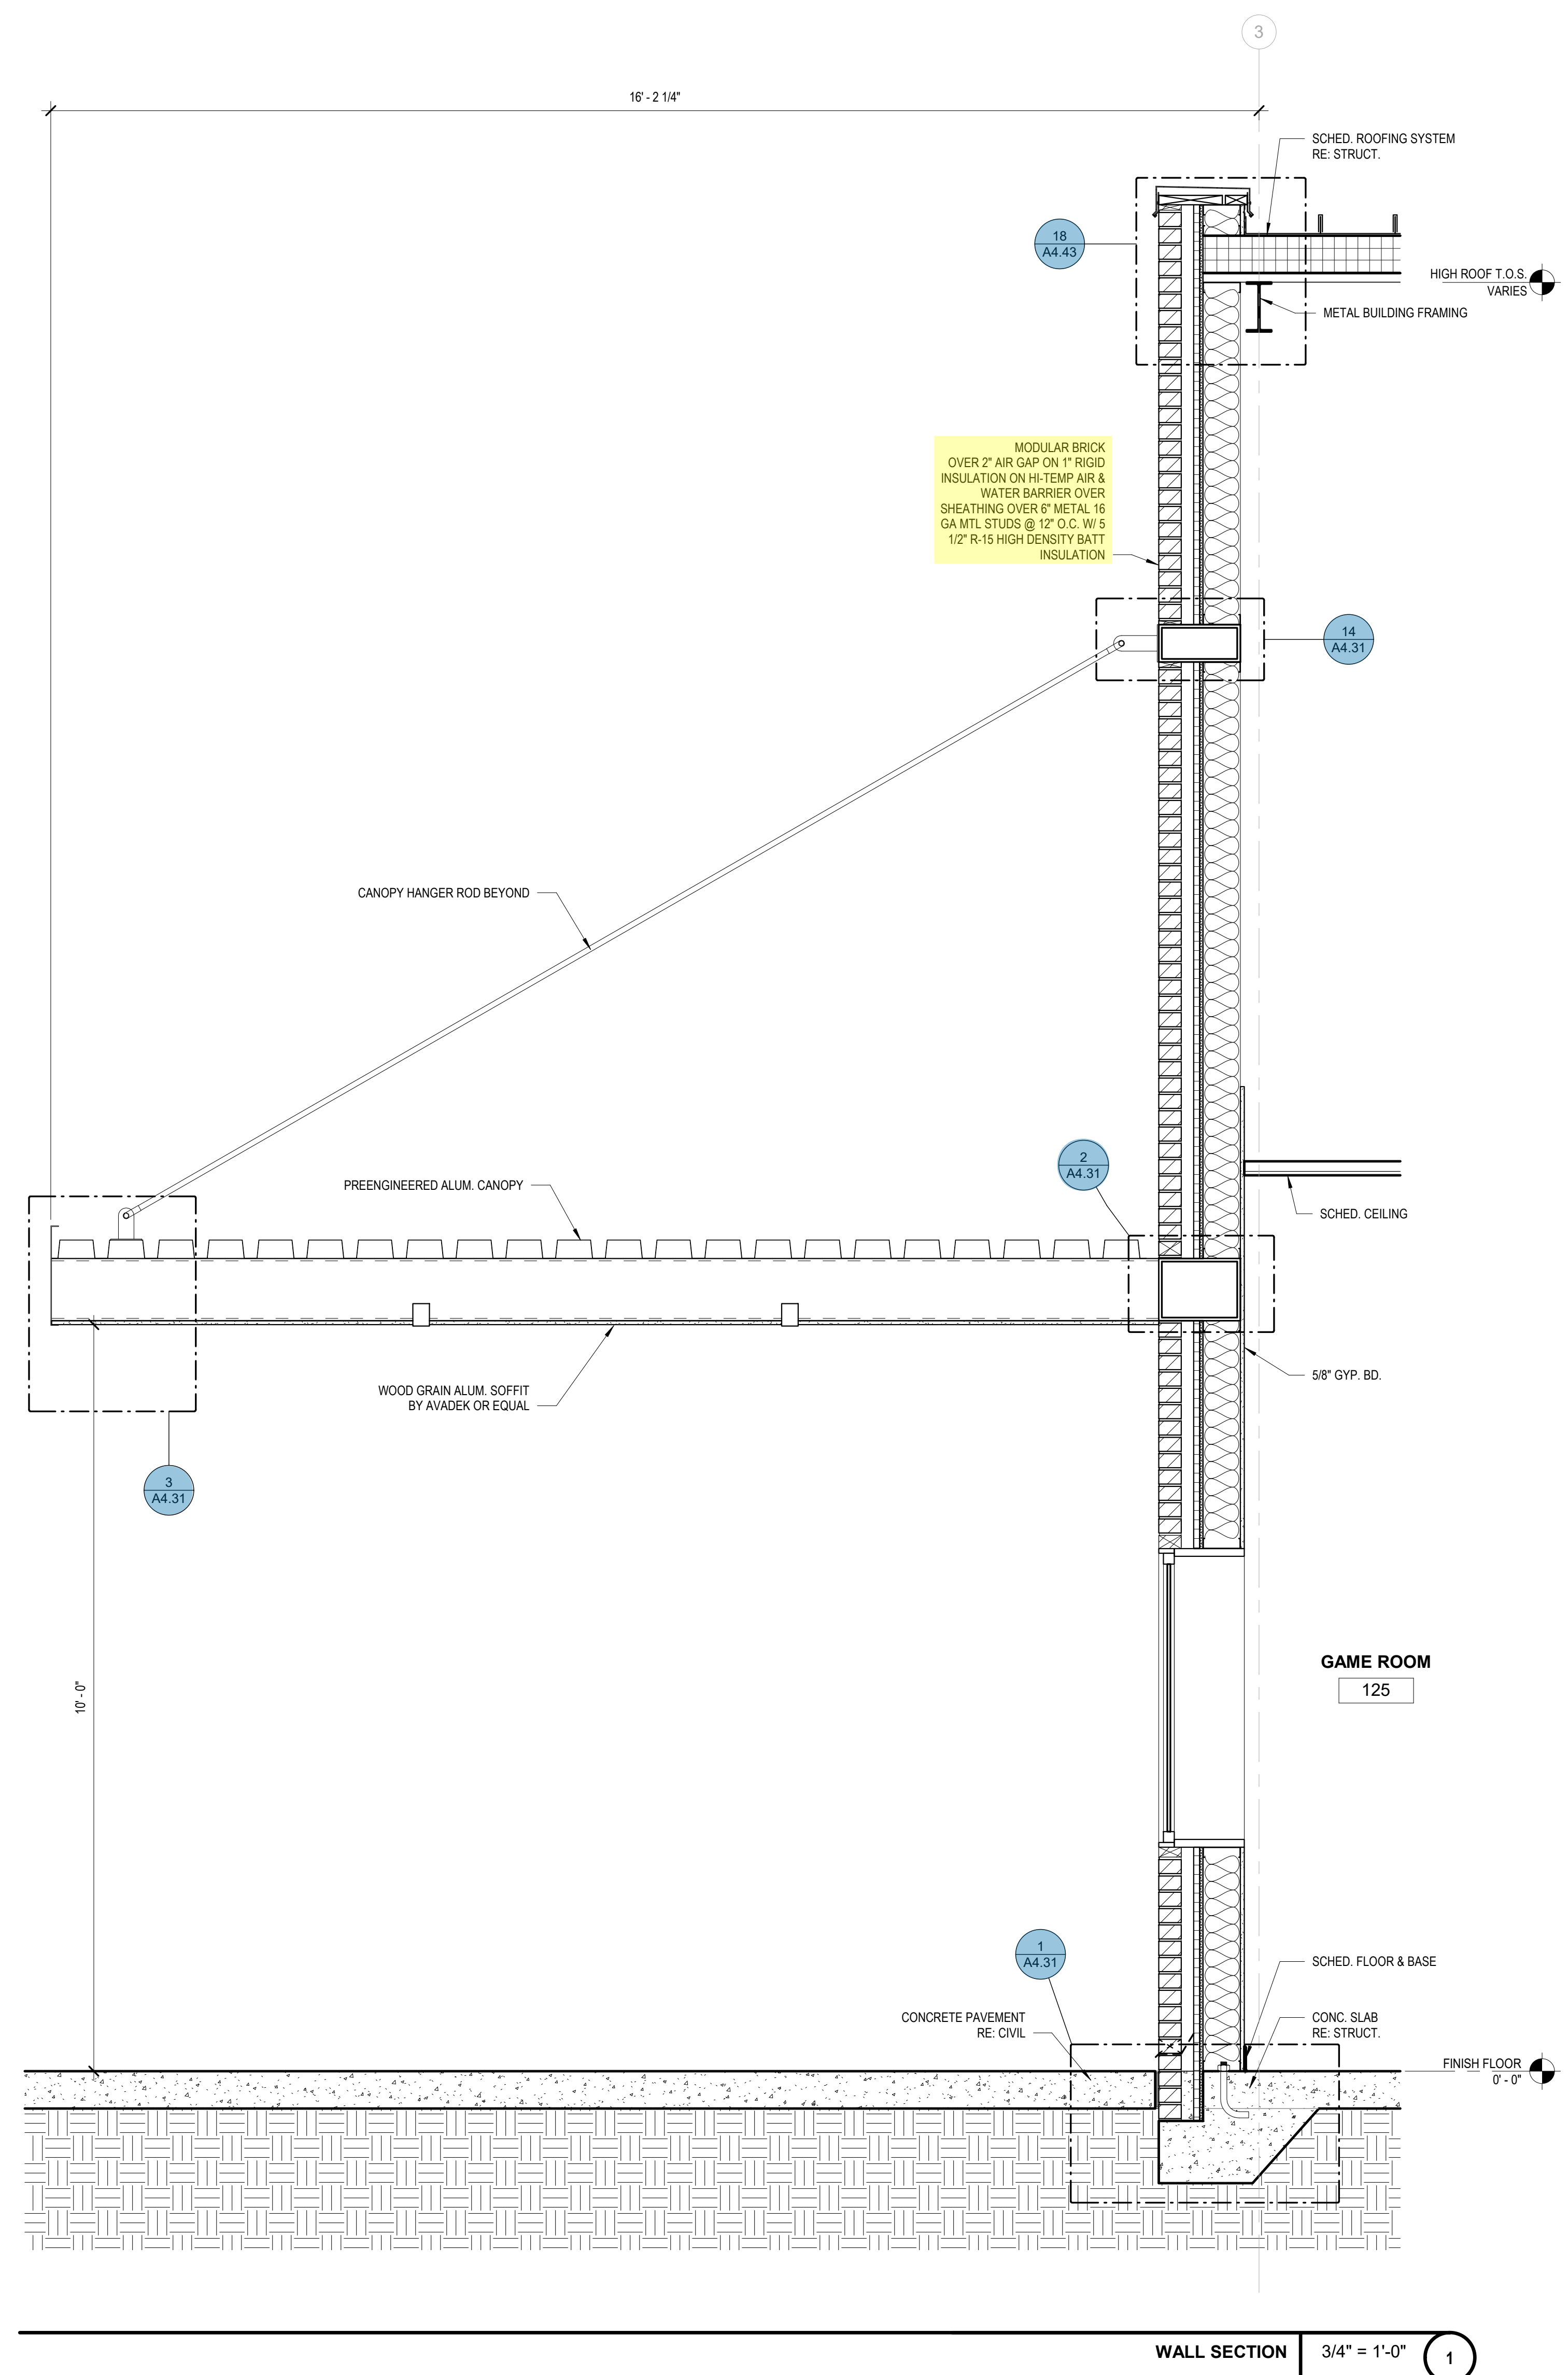 3
16' - 2 1/4"
SCHED. ROOFING SYSTEM
RE: STRUCT.
18
A4.43
HIGH ROOF T.O.S.
VARIES
METAL BUILDING FRAMING
MODULAR BRICK
OVER 2" AIR GAP ON 1" RIGID
INSULATION ON HI-TEMP AIR &
WATER BARRIER OVER
SHEATHING OVER 6" METAL 16
GA MTL STUDS @ 12" O.C. W/ 5
1/2" R-15 HIGH DENSITY BATT
INSULATION
14
A4.31
CANOPY HANGER ROD BEYOND
2
A4.31
PREENGINEERED ALUM. CANOPY
SCHED. CEILING
5/8" GYP. BD.
WOOD GRAIN ALUM. SOFFIT
BY AVADEK OR EQUAL
3
A4.31
GAME ROOM
125
10' - 0"
1
A4.31
SCHED. FLOOR & BASE
CONCRETE PAVEMENT
RE: CIVIL
CONC. SLAB
RE: STRUCT.
FINISH FLOOR
0' - 0"
WALL SECTION
3/4" = 1'-0"
1